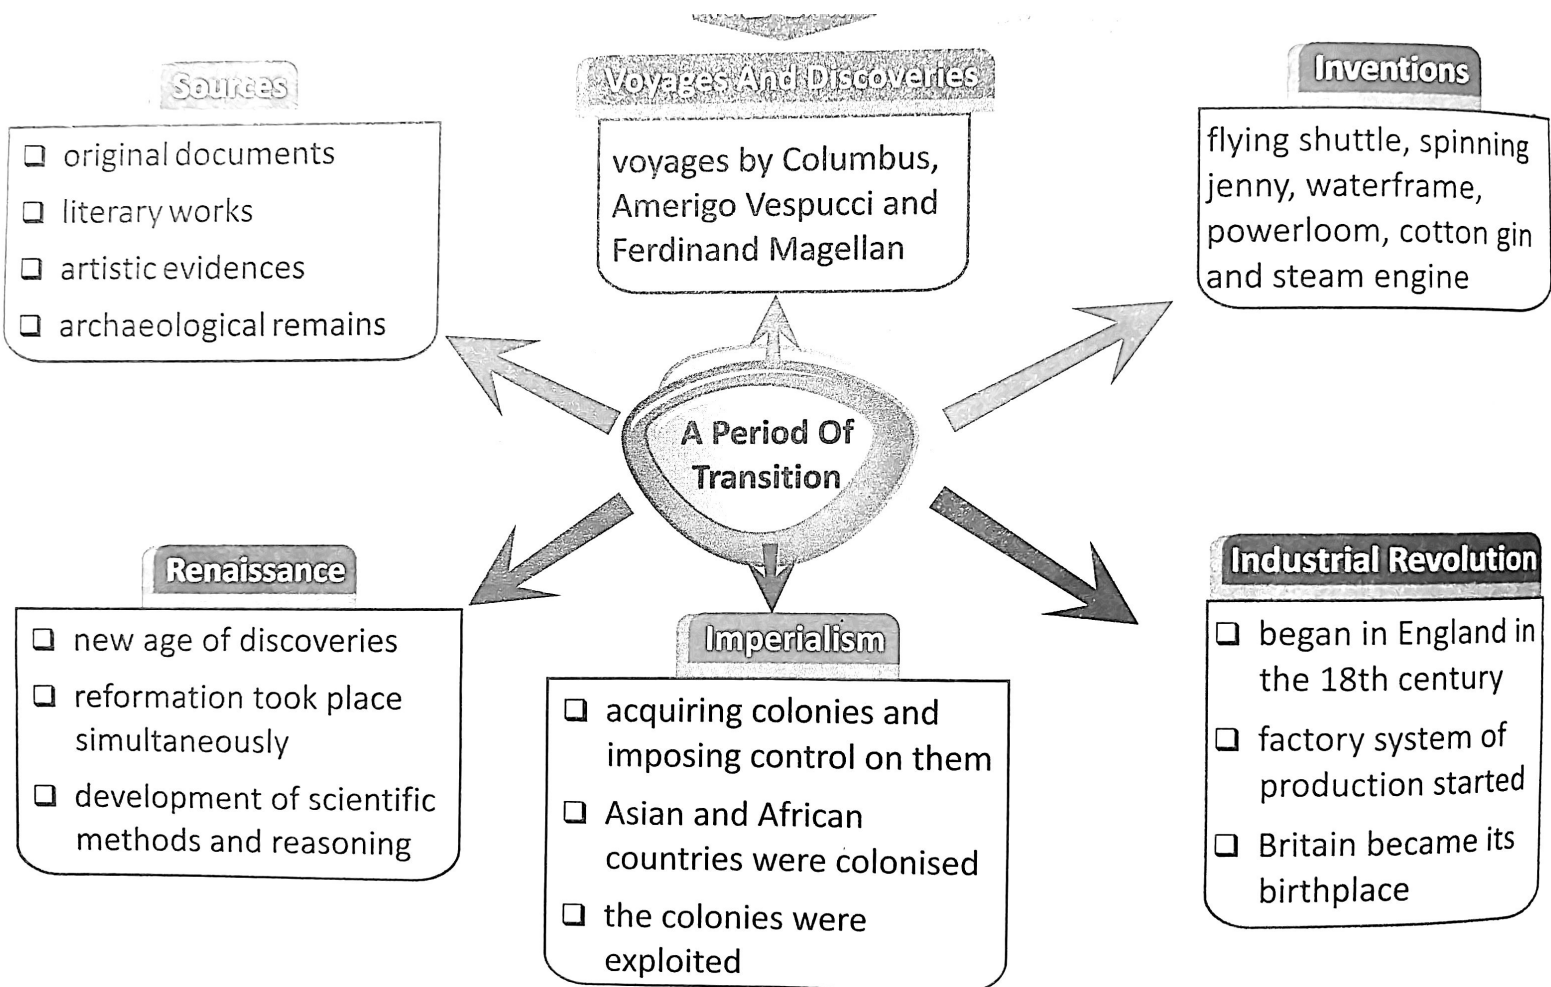 Sources
❑ original documents
❑ literary works
❑ artistic evidences
❑ archaeological remains
Voyages And Discoveries
voyages by Columbus,
Amerigo Vespucci and
Ferdinand Magellan
Inventions
flying shuttle, spinning
jenny, waterframe,
powerloom, cotton gin
and steam engine
A Period Of
Transition
Renaissance
❑ new age of discoveries
❑ reformation took place
simultaneously
❑ development of scientific
methods and reasoning
Imperialism
❑ acquiring colonies and
imposing control on them
❑ Asian and African
countries were colonised
❑ the colonies were
exploited
Industrial Revolution
❑ began in England in
the 18th century
❑ factory system of
production started
❑ Britain became its
birthplace